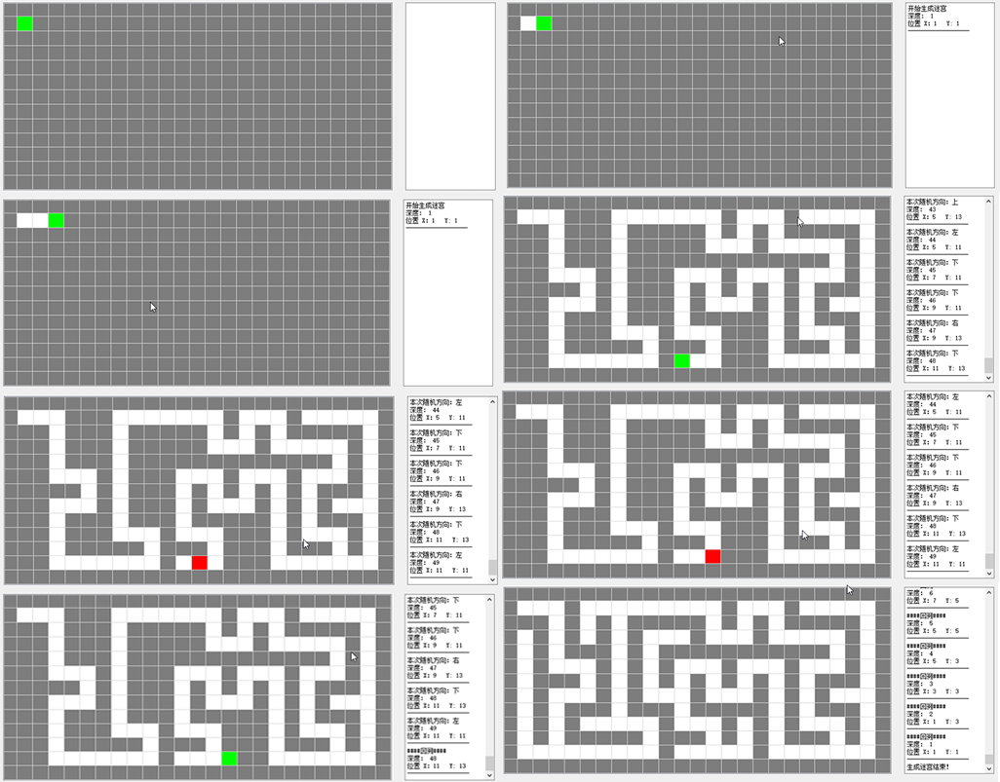 开始生成迷宫
深度: 1
位置 X: 1 Y: 1
开始生成迷宫
深度: 1
位置 X: 1 Y: 1
本次随机方向: 上
深度: 43
位置 X: 5 Y: 13
本次随机方向: 左
深度: 44
位置 X: 5 Y: 11
本次随机方向: 下
深度: 45
位置 X: 7 Y: 11
本次随机方向: 下
深度: 46
位置 X: 9 Y: 11
本次随机方向: 右
深度: 47
位置 X: 9 Y: 13
本次随机方向: 下
深度: 48
位置 X: 11 Y: 13
本次随机方向: 左
深度: 44
位置 X: 5 Y: 11
本次随机方向: 下
深度: 45
位置 X: 7 Y: 11
本次随机方向: 下
深度: 46
位置 X: 9 Y: 11
本次随机方向: 右
深度: 47
位置 X: 9 Y: 13
本次随机方向: 下
深度: 48
位置 X: 11 Y: 13
本次随机方向: 左
深度: 49
位置 X: 11 Y: 11
本次随机方向: 左
深度: 44
位置 X: 5 Y: 11
本次随机方向: 下
深度: 45
位置 X: 7 Y: 11
本次随机方向: 下
深度: 46
位置 X: 9 Y: 11
本次随机方向: 右
深度: 47
位置 X: 9 Y: 13
本次随机方向: 下
深度: 48
位置 X: 11 Y: 13
本次随机方向: 左
深度: 49
位置 X: 11 Y: 11
本次随机方向: 下
深度: 45
位置 X: 7 Y: 11
本次随机方向: 下
深度: 46
位置 X: 9 Y: 11
本次随机方向: 右
深度: 47
位置 X: 9 Y: 13
本次随机方向: 下
深度: 48
位置 X: 11 Y: 13
本次随机方向: 左
深度: 49
位置 X: 11 Y: 11
####回溯####
深度: 48
位置 X: 11 Y: 13
深度: 6
位置 X: 7 Y: 5
####回溯####
深度: 5
位置 X: 5 Y: 5
####回溯####
深度: 4
位置 X: 5 Y: 3
####回溯####
深度: 3
位置 X: 3 Y: 3
####回溯####
深度: 2
位置 X: 1 Y: 3
####回溯####
深度: 1
位置 X: 1 Y: 1
生成迷宫结束!